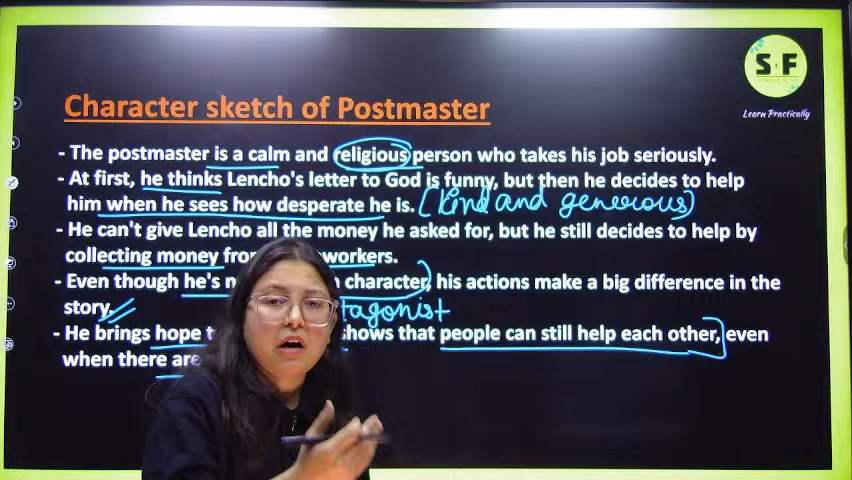 S F
Learn Practically
Character sketch of Postmaster
- The postmaster is a calm and religious person who takes his job seriously.
- At first, he thinks Lencho's letter to God is funny, but then he decides to help
him when he sees how desperate he is. (kind and generous)
- He can't give Lencho all the money he asked for, but he still decides to help by
collecting money workers.
- Even though he's character, his actions make a big difference in the
story.
- He brings hope shows that people can still help each other, even
when there are